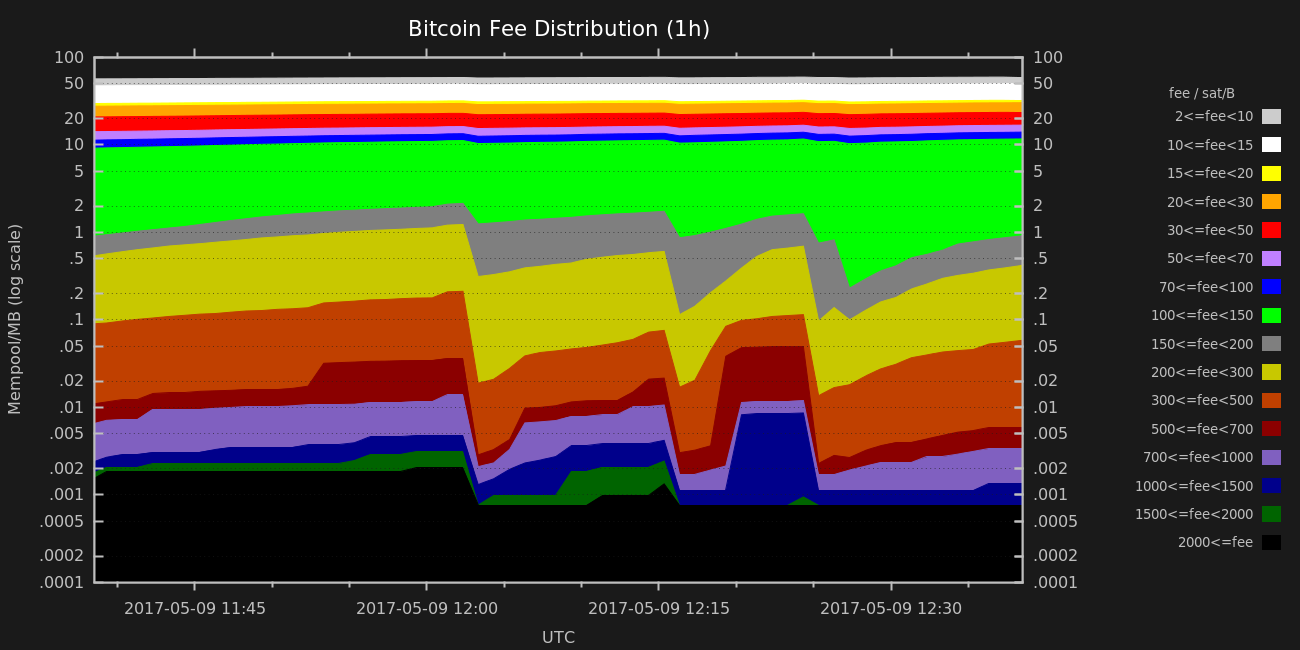 Bitcoin Fee Distribution (1h)
100
50
20
10
5
2
1
.5
.2
.1
.05
.02
.01
.005
.002
.001
.0005
.0002
.0001
Mempool/MB (log scale)
100
50
20
10
5
2
1
.5
.2
.1
.05
.02
.01
.005
.002
.001
.0005
.0002
.0001
fee / sat/B
2<=fee<10
10<=fee<15
15<=fee<20
20<=fee<30
30<=fee<50
50<=fee<70
70<=fee<100
100<=fee<150
150<=fee<200
200<=fee<300
300<=fee<500
500<=fee<700
700<=fee<1000
1000<=fee<1500
1500<=fee<2000
2000<=fee
2017-05-09 11:45 2017-05-09 12:00 2017-05-09 12:15 2017-05-09 12:30
UTC